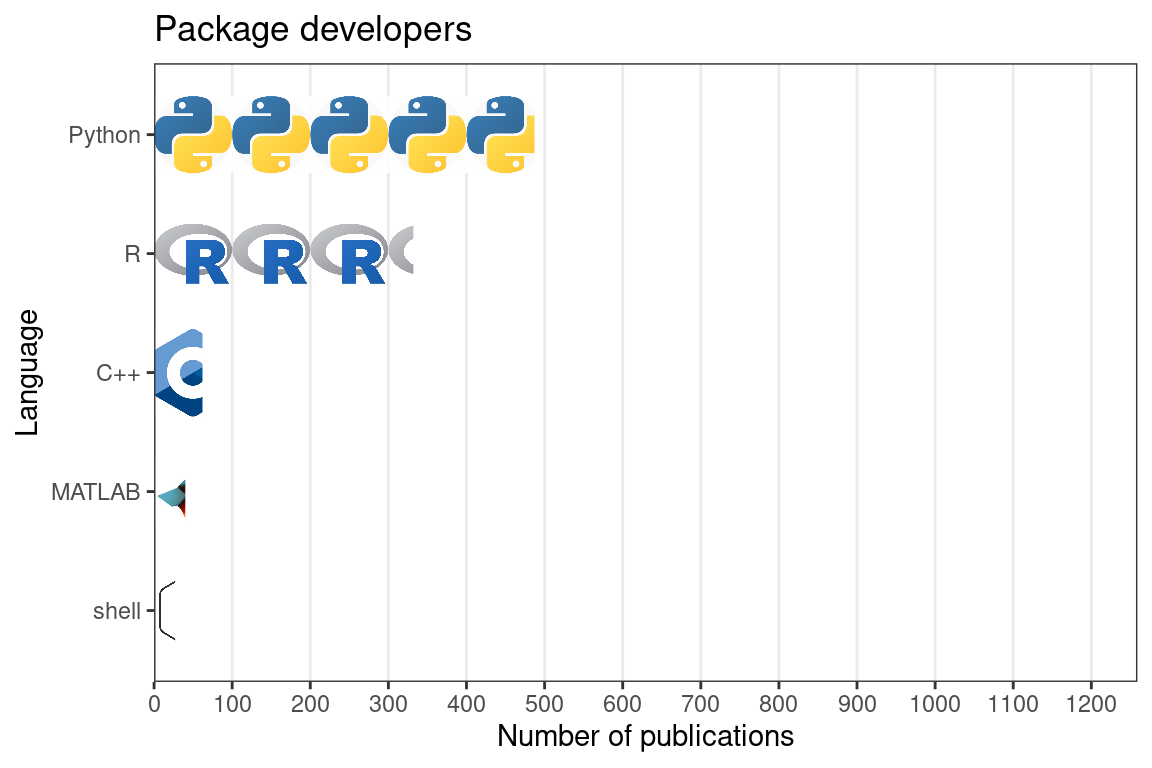 Package developers
Python
R
R R R
C++
MATLAB
shell
Language
0 100 200 300 400 500 600 700 800 900 1000 1100 1200
Number of publications